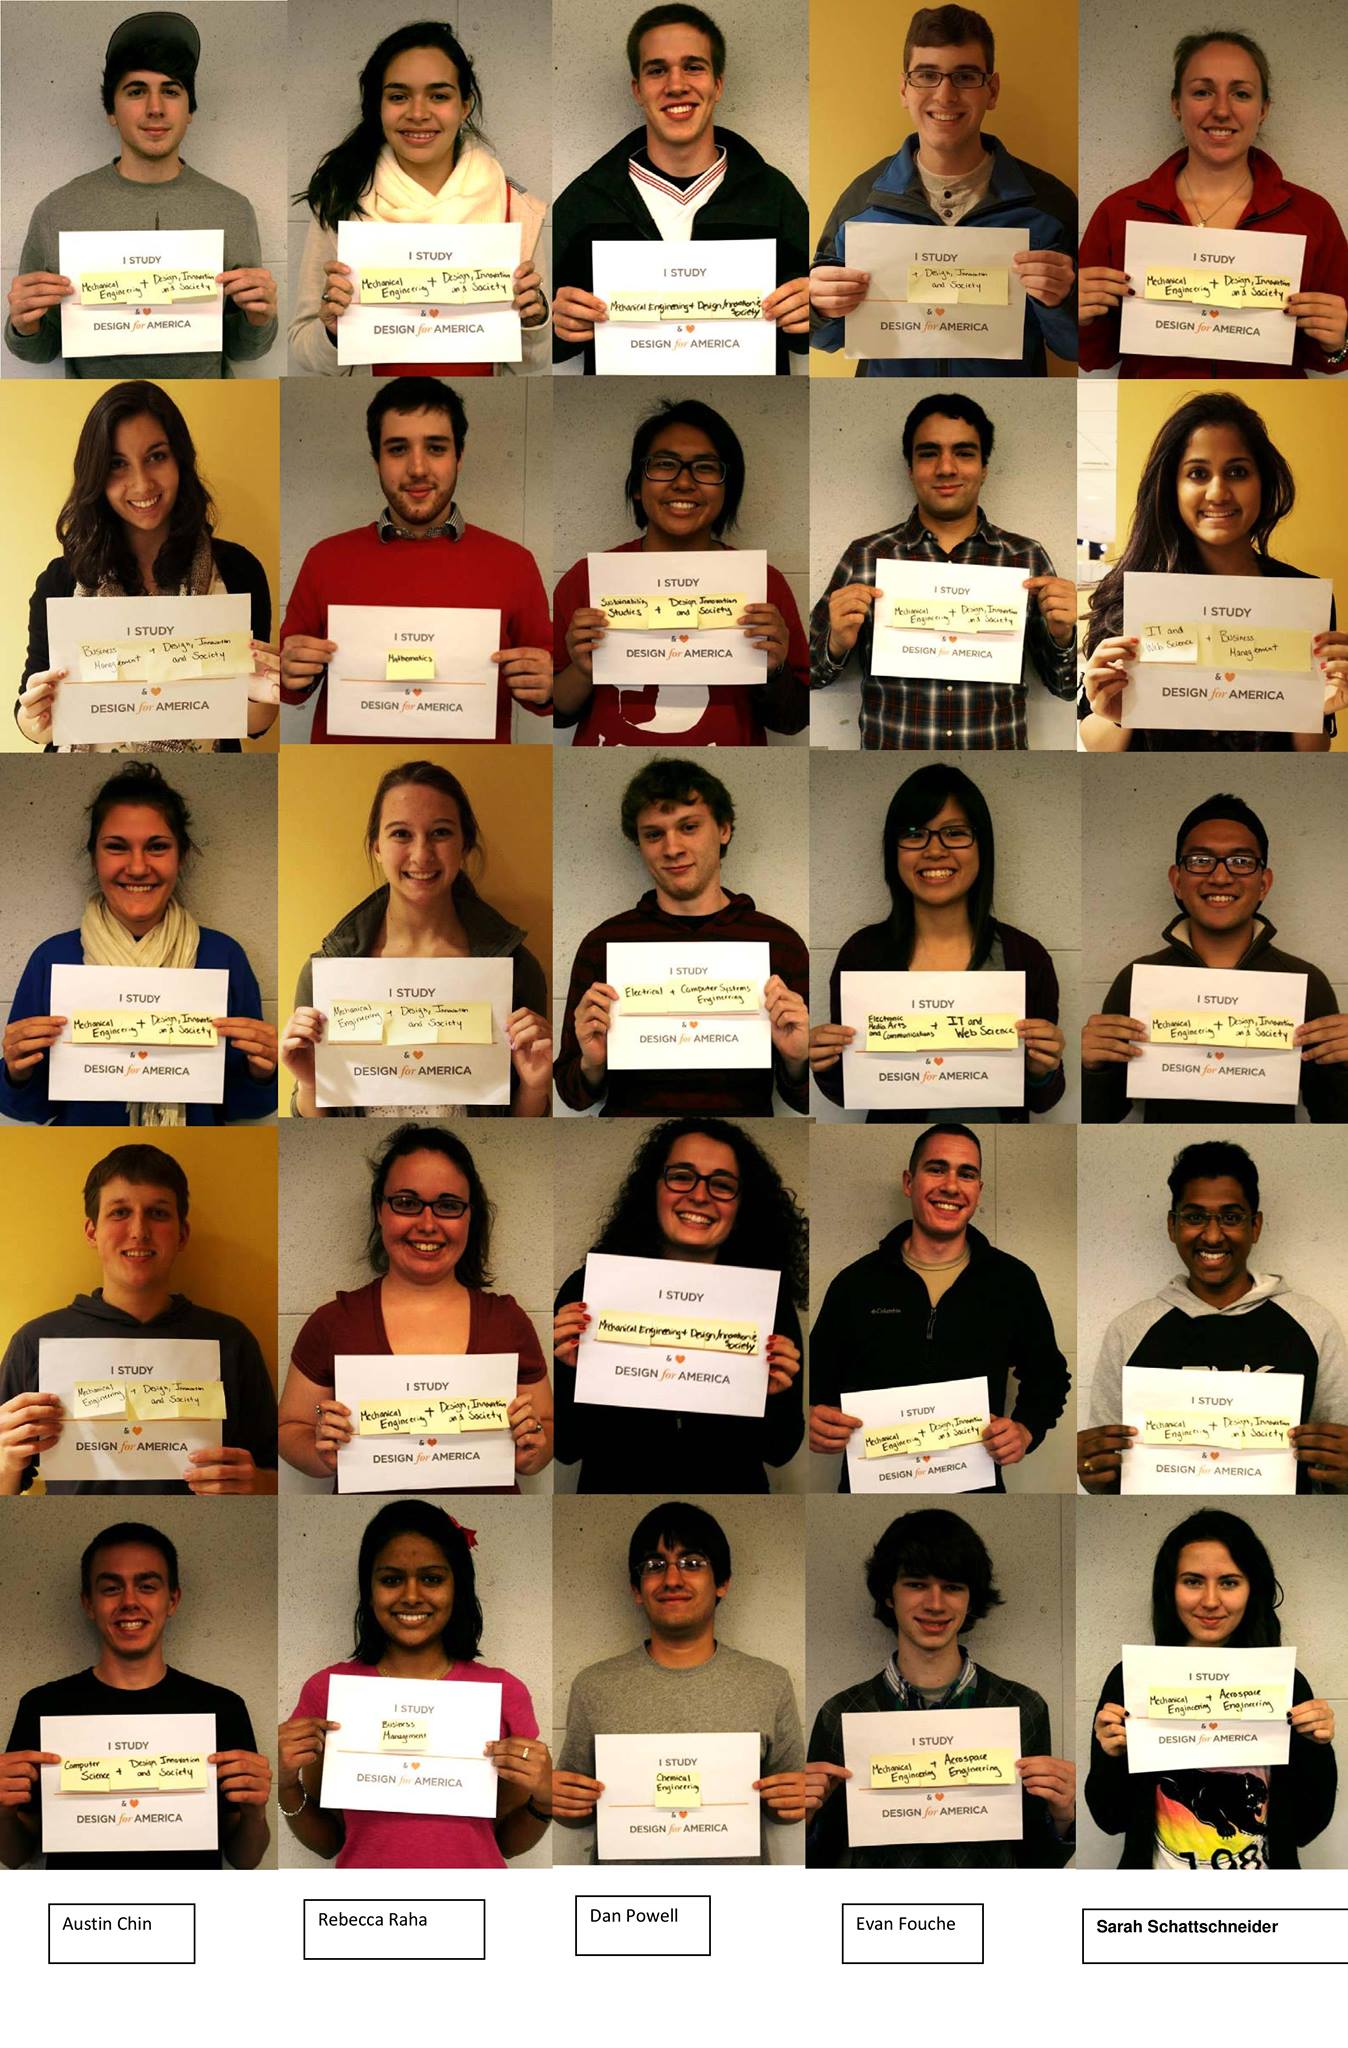 I STUDY
Mechanical Engineering + Design, Innovation and Society
& ♥
DESIGN for AMERICA
I STUDY
Mechanical Engineering + Design, Innovation and Society
& ♥
DESIGN for AMERICA
I STUDY
Mechanical Engineering + Design, Innovation & Society
& ♥
DESIGN for AMERICA
I STUDY
+ Design, Innovation and Society
& ♥
DESIGN for AMERICA
I STUDY
Mechanical Engineering + Design, Innovation and Society
& ♥
DESIGN for AMERICA
I STUDY
Business Management + Design, Innovation and Society
& ♥
DESIGN for AMERICA
I STUDY
Mathematics
& ♥
DESIGN for AMERICA
I STUDY
Sustainability Studies + Design Innovation and Society
& ♥
DESIGN for AMERICA
I STUDY
Mechanical Engineering + Design, Innovation and Society
& ♥
DESIGN for AMERICA
I STUDY
IT and Web Science + Business Management
& ♥
DESIGN for AMERICA
I STUDY
Mechanical Engineering + Design, Innovation and Society
& ♥
DESIGN for AMERICA
I STUDY
Mechanical Engineering + Design, Innovation and Society
& ♥
DESIGN for AMERICA
I STUDY
Electrical + Computer Systems Engineering
& ♥
DESIGN for AMERICA
I STUDY
Electronic Media Arts and Communications + IT and Web Science
& ♥
DESIGN for AMERICA
I STUDY
Mechanical Engineering + Design, Innovation and Society
& ♥
DESIGN for AMERICA
I STUDY
Mechanical Engineering + Design, Innovation and Society
& ♥
DESIGN for AMERICA
I STUDY
Mechanical Engineering + Design, Innovation and Society
& ♥
DESIGN for AMERICA
I STUDY
Mechanical Engineering + Design, Innovation & Society
& ♥
DESIGN for AMERICA
Columbia
I STUDY
Mechanical Engineering + Design, Innovation and Society
& ♥
DESIGN for AMERICA
I STUDY
Mechanical Engineering + Design, Innovation and Society
& ♥
DESIGN for AMERICA
I STUDY
Computer Science + Design Innovation and Society
& ♥
DESIGN for AMERICA
I STUDY
Business Management
& ♥
DESIGN for AMERICA
I STUDY
Chemical Engineering
& ♥
DESIGN for AMERICA
I STUDY
Mechanical Engineering + Aerospace Engineering
& ♥
DESIGN for AMERICA
I STUDY
Mechanical Engineering + Aerospace Engineering
& ♥
DESIGN for AMERICA
Austin Chin
Rebecca Raha
Dan Powell
Evan Fouche
Sarah Schattschneider